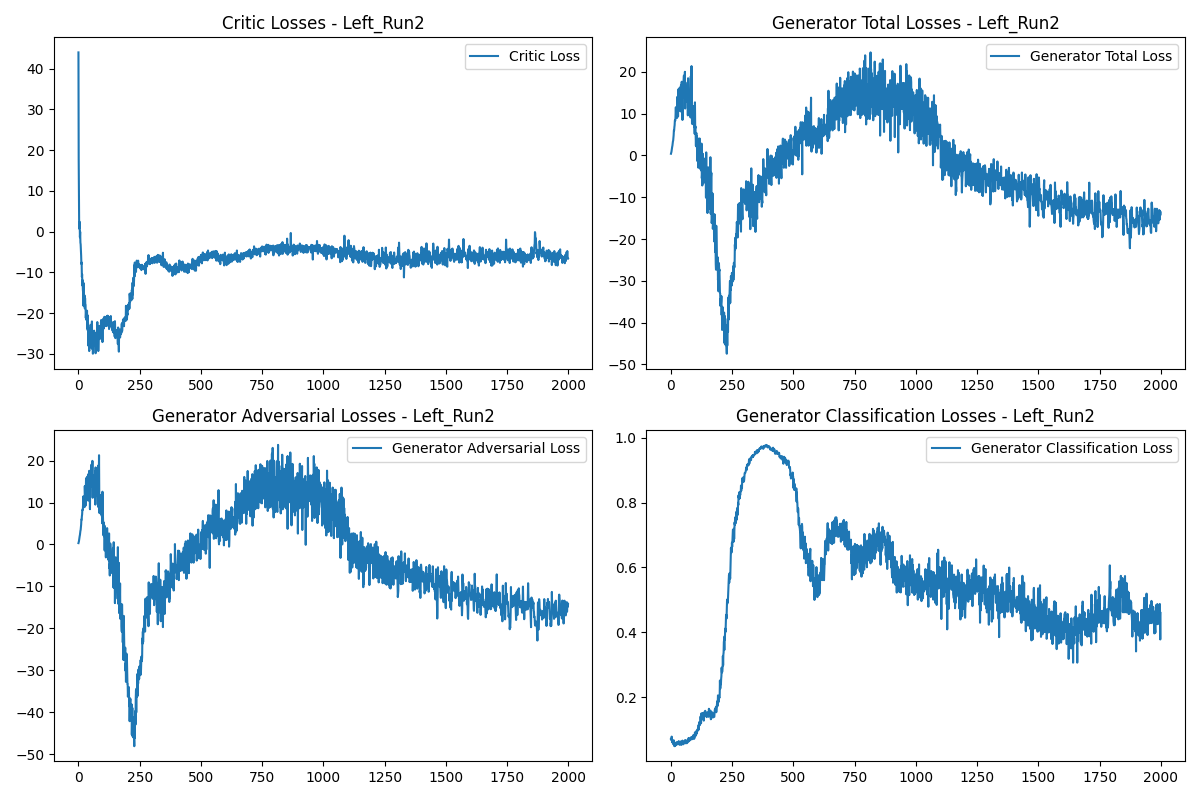 Critic Losses - Left_Run2
Critic Loss
40
30
20
10
0
−10
−20
−30
0 250 500 750 1000 1250 1500 1750 2000
Generator Total Losses - Left_Run2
Generator Total Loss
20
10
0
−10
−20
−30
−40
−50
0 250 500 750 1000 1250 1500 1750 2000
Generator Adversarial Losses - Left_Run2
Generator Adversarial Loss
20
10
0
−10
−20
−30
−40
−50
0 250 500 750 1000 1250 1500 1750 2000
Generator Classification Losses - Left_Run2
Generator Classification Loss
1.0
0.8
0.6
0.4
0.2
0 250 500 750 1000 1250 1500 1750 2000